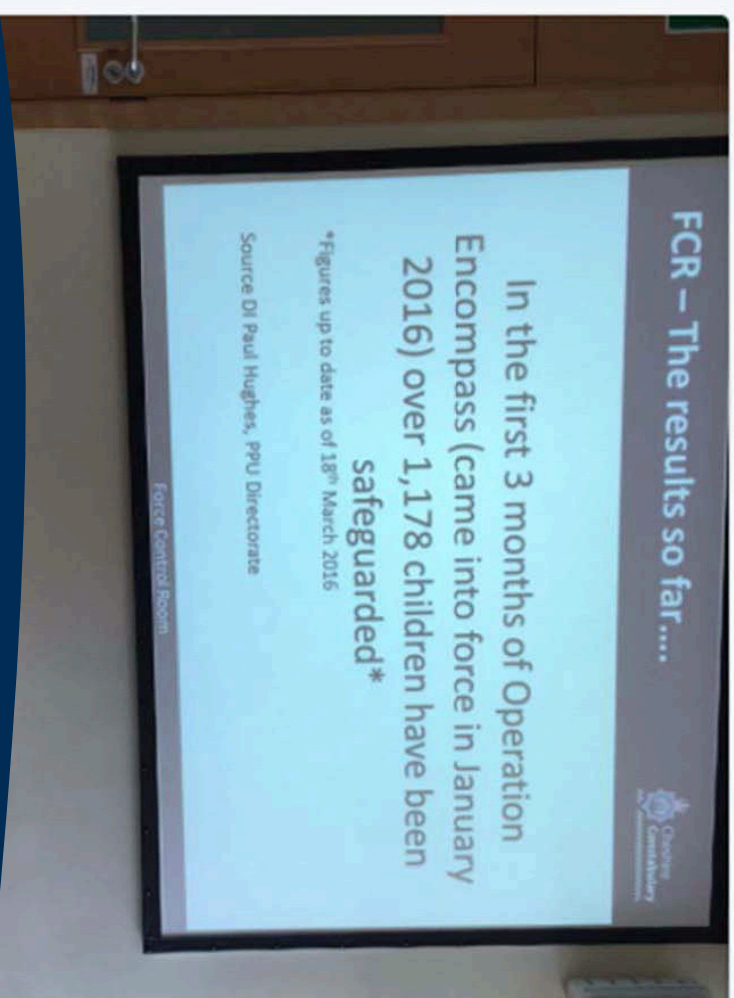 FCR – The results so far....
Cheshire
Constabulary
In the first 3 months of Operation
Encompass (came into force in January
2016) over 1,178 children have been
safeguarded*
*Figures up to date as of 18th March 2016
Source DI Paul Hughes, PPU Directorate
Force Control Room